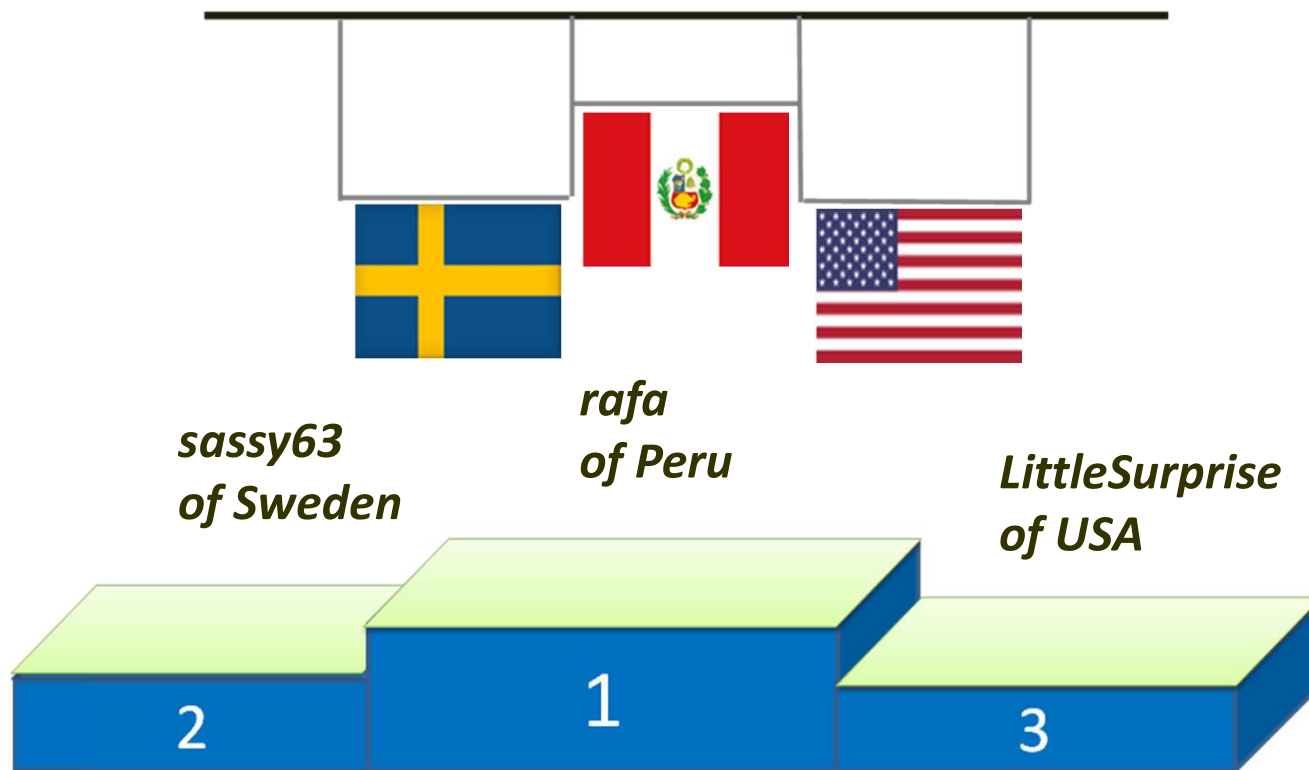 sassy63
of Sweden
rafa
of Peru
LittleSurprise
of USA
2
1
3